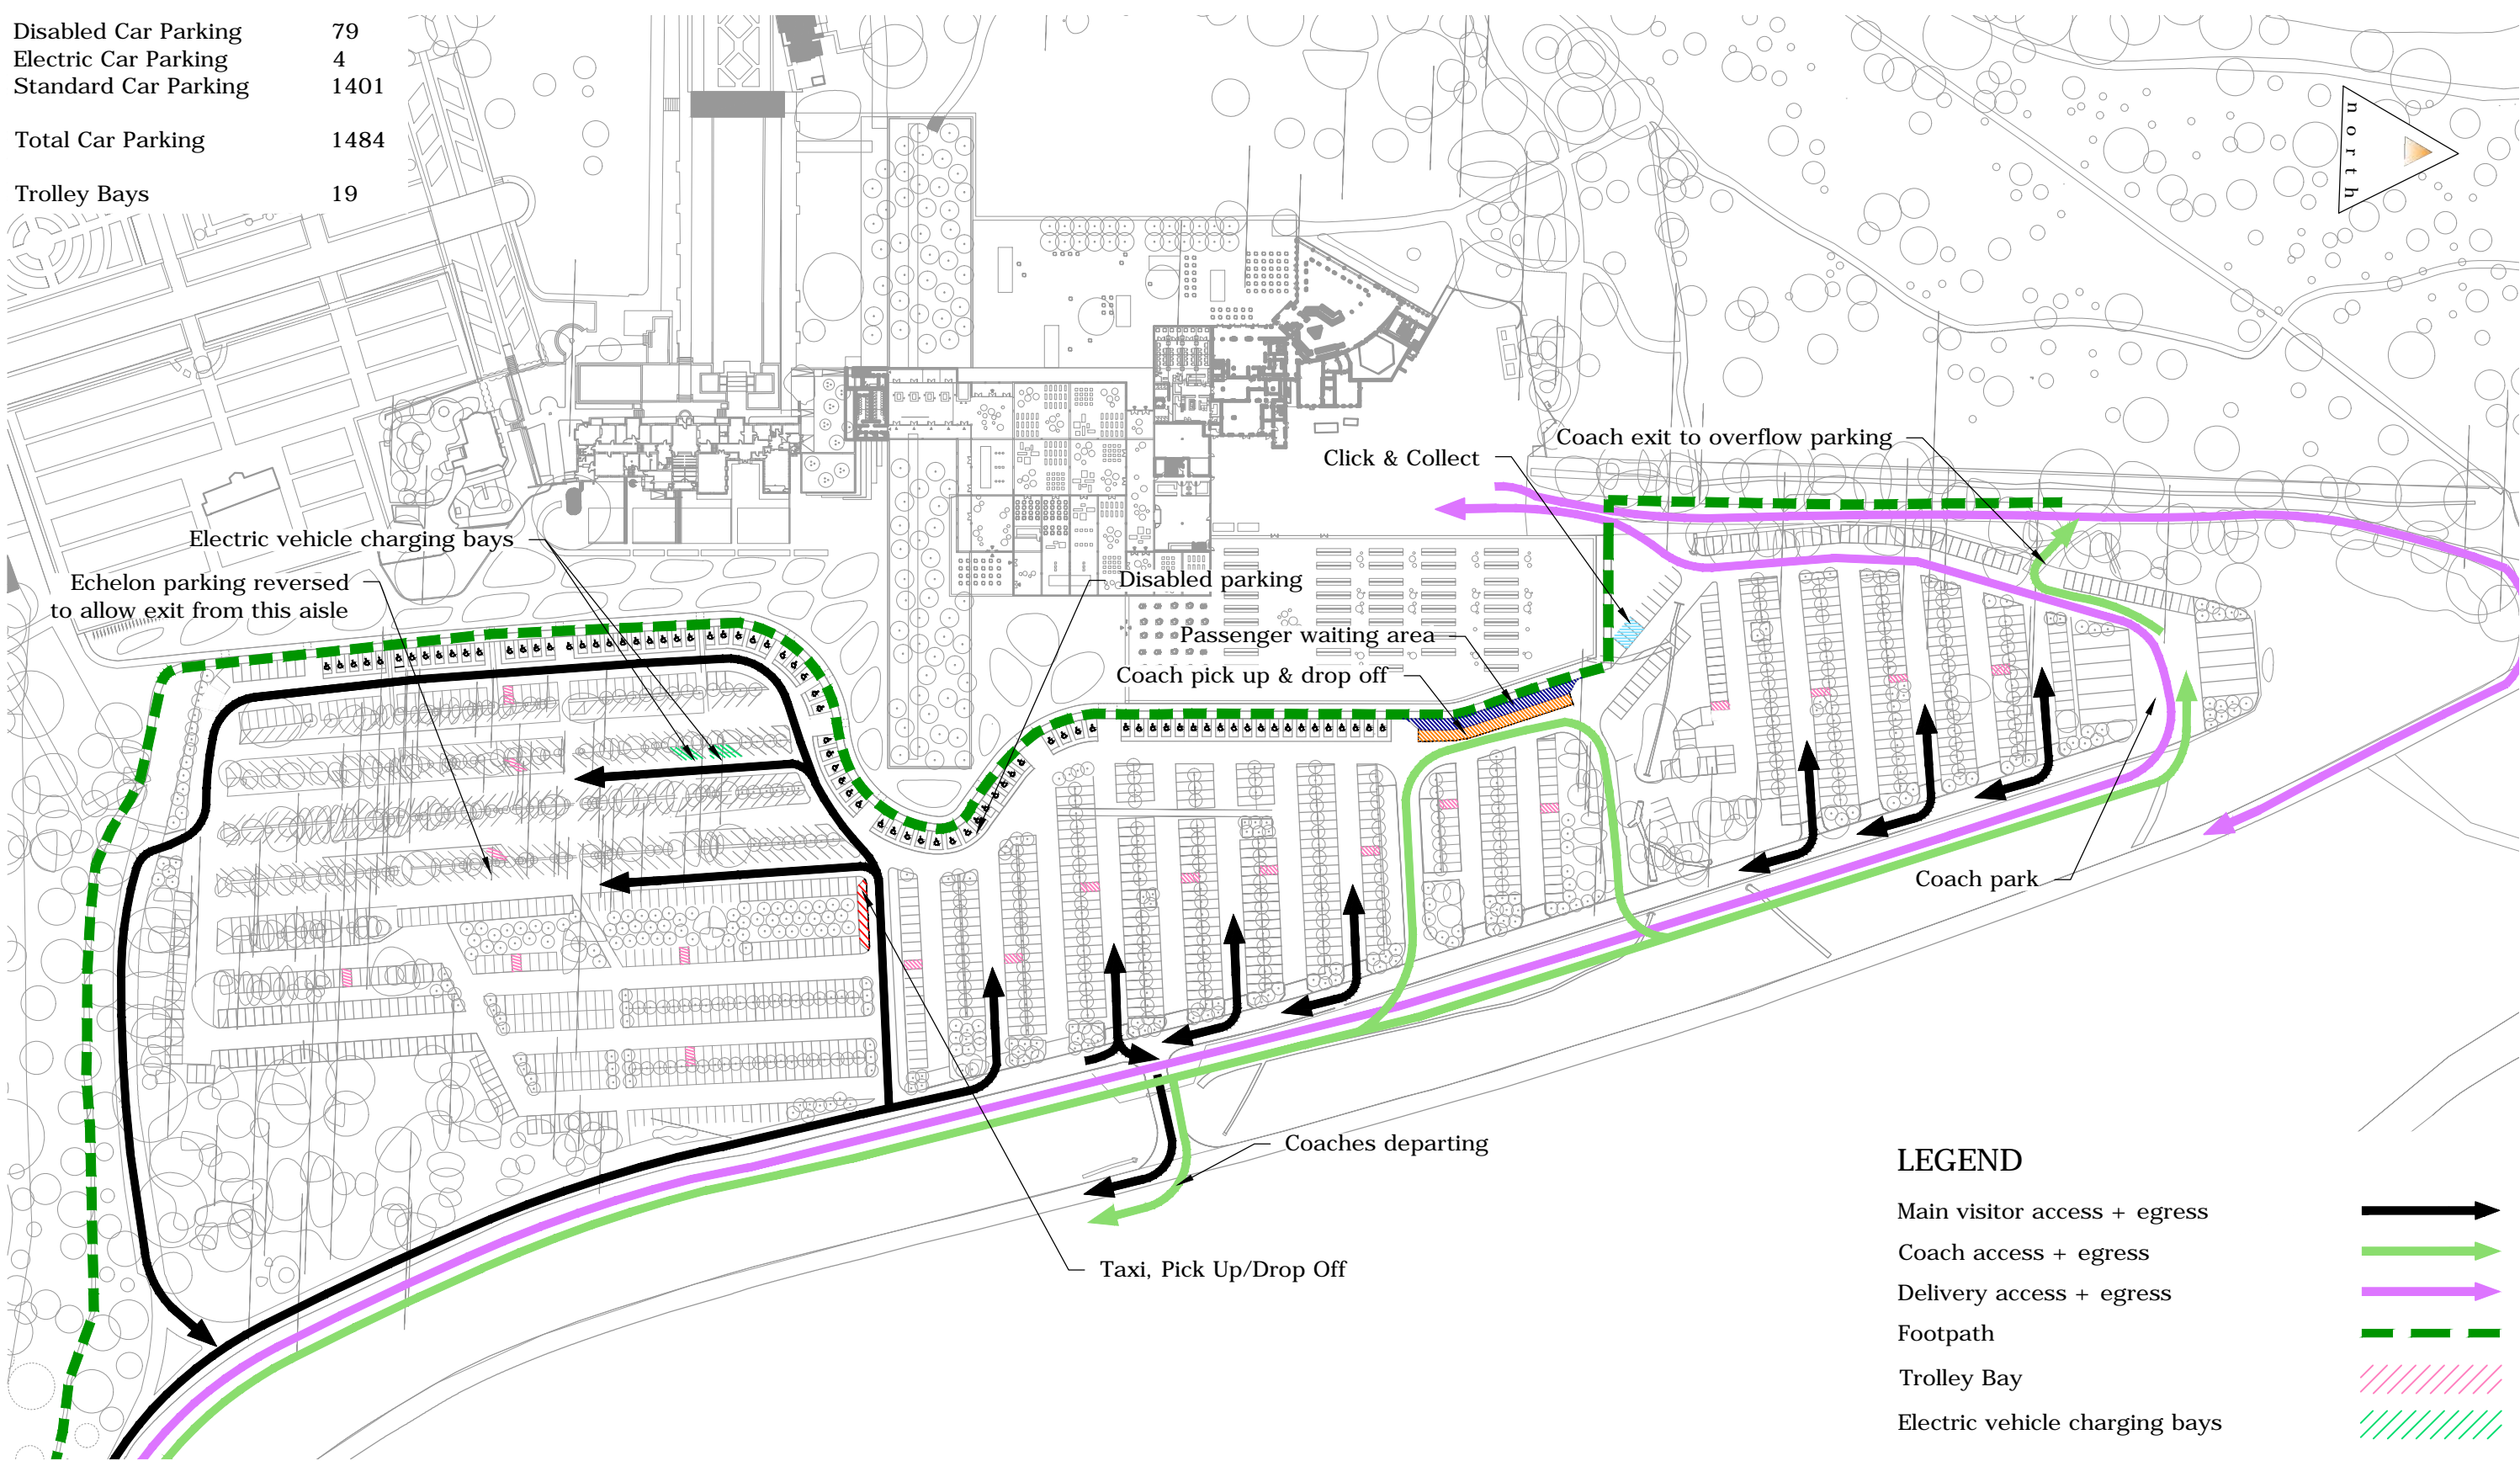 Disabled Car Parking 79
Electric Car Parking 4
Standard Car Parking 1401
Total Car Parking 1484
Trolley Bays 19
north
Coach exit to overflow parking
Click & Collect
Electric vehicle charging bays
Echelon parking reversed
to allow exit from this aisle
Disabled parking
Passenger waiting area
Coach pick up & drop off
Coach park
Coaches departing
Taxi, Pick Up/Drop Off
LEGEND
Main visitor access + egress
Coach access + egress
Delivery access + egress
Footpath
Trolley Bay
Electric vehicle charging bays